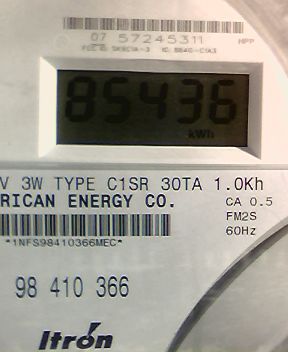 07 57245311
85436
kWh
V 3W TYPE C1SR 30TA 1.0Kh
RICAN ENERGY CO.
CA 0.5
FM2S
60Hz
*1NFS98410366MEC*
98 410 366
Itrón